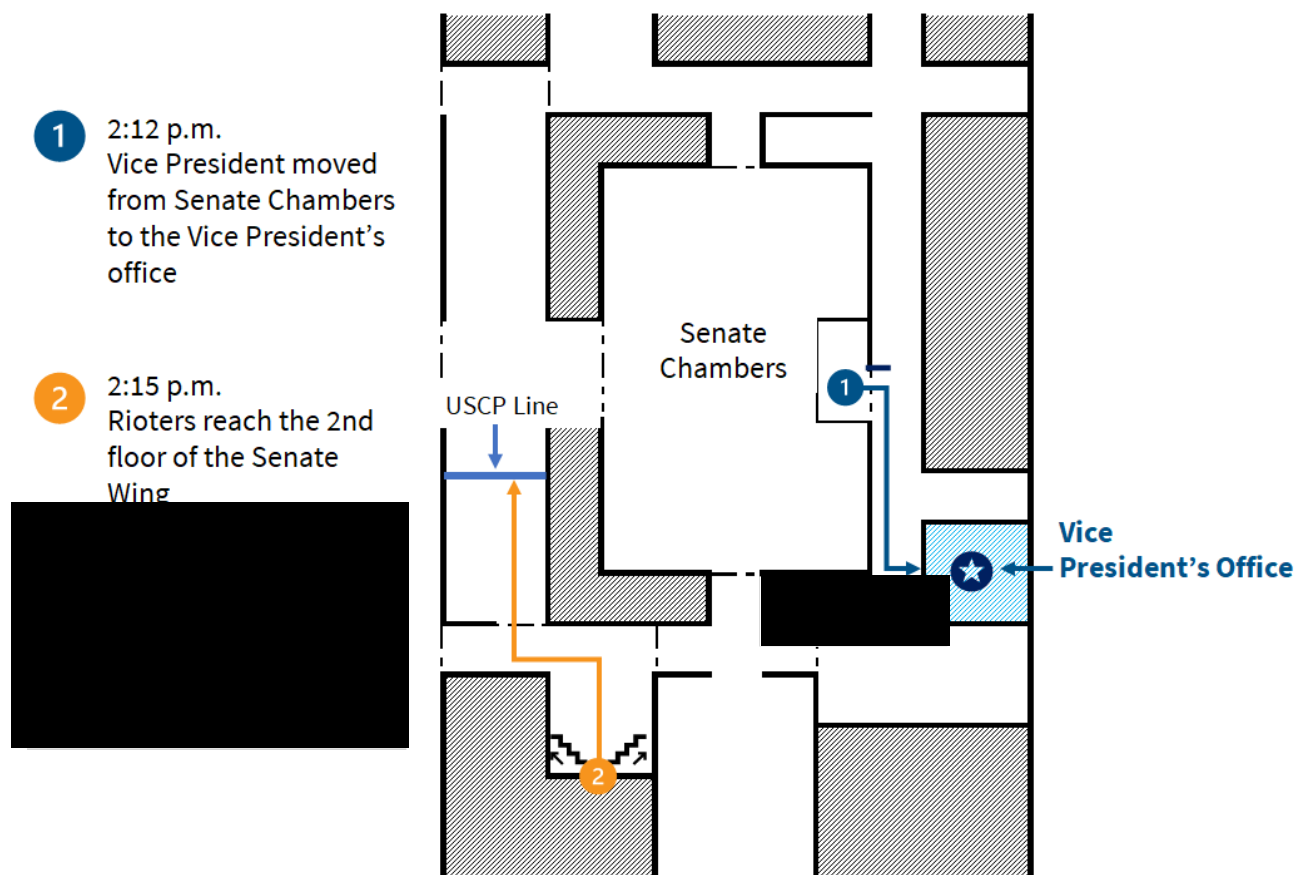 1
2:12 p.m.
Vice President moved
from Senate Chambers
to the Vice President’s
office
2
2:15 p.m.
Rioters reach the 2nd
floor of the Senate
Wing
USCP Line
Senate
Chambers
1
Vice
President’s Office
2